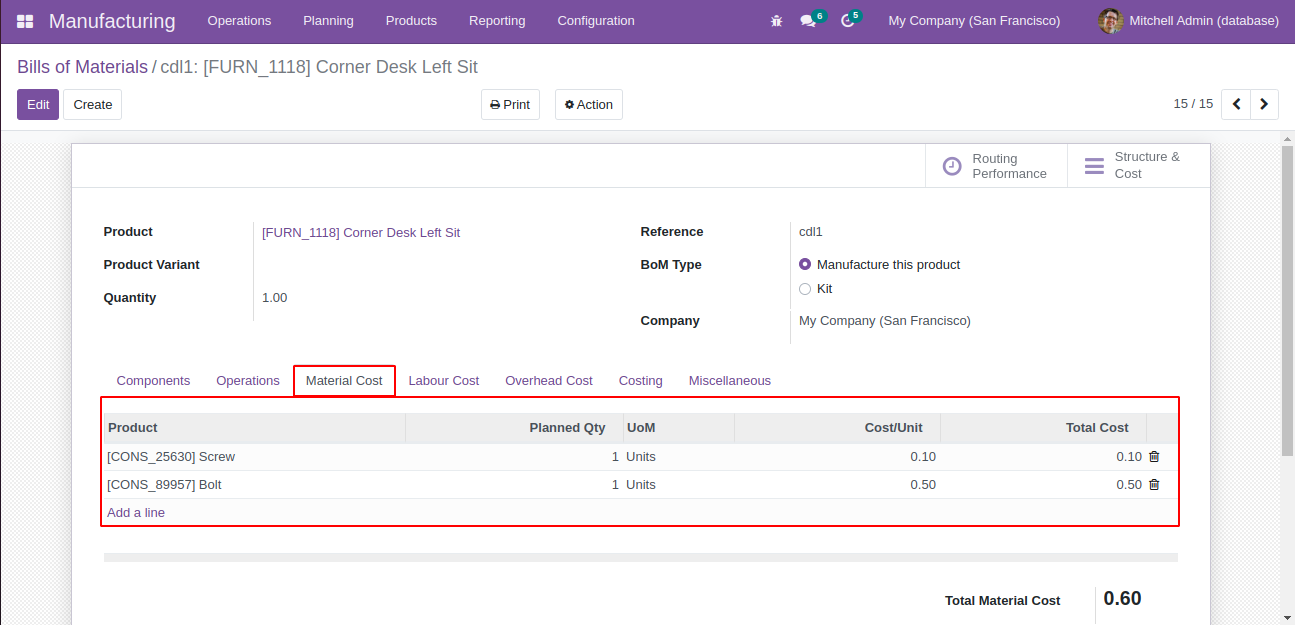 Manufacturing Operations Planning Products Reporting Configuration 6 5 My Company (San Francisco) Mitchell Admin (database)
Bills of Materials / cdl1: [FURN_1118] Corner Desk Left Sit
Edit Create Print Action 15 / 15
Routing Performance
Structure & Cost
Product [FURN_1118] Corner Desk Left Sit
Product Variant
Quantity 1.00
Reference cdl1
BoM Type Manufacture this product
Kit
Company My Company (San Francisco)
Components Operations Material Cost Labour Cost Overhead Cost Costing Miscellaneous
Product Planned Qty UoM Cost/Unit Total Cost
[CONS_25630] Screw 1 Units 0.10 0.10
[CONS_89957] Bolt 1 Units 0.50 0.50
Add a line
Total Material Cost 0.60